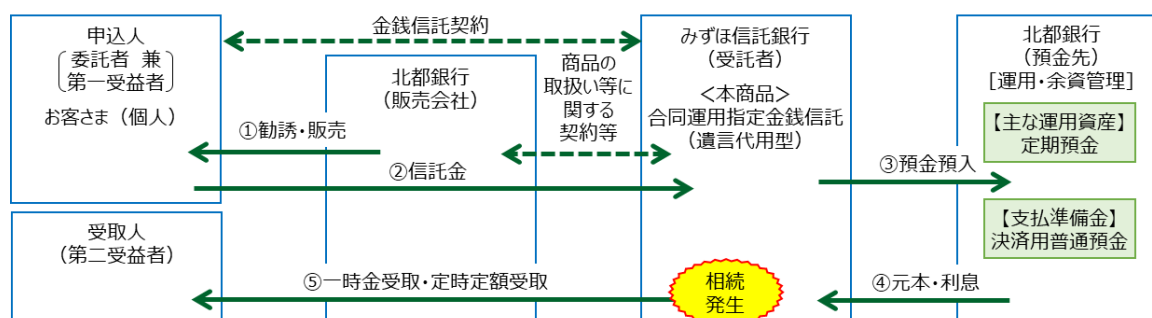 申込人
委託者 兼
第一受益者
お客さま（個人）
金銭信託契約
北都銀行
（販売会社）
商品の
取扱い等に
関する
契約等
みずほ信託銀行
（受託者）
＜本商品＞
合同運用指定金銭信託
（遺言代用型）
北都銀行
（預金先）
[運用・余資管理]
【主な運用資産】
定期預金
【支払準備金】
決済用普通預金
①勧誘・販売
②信託金
③預金預入
受取人
（第二受益者）
⑤一時金受取・定時定額受取
相続
発生
④元本・利息